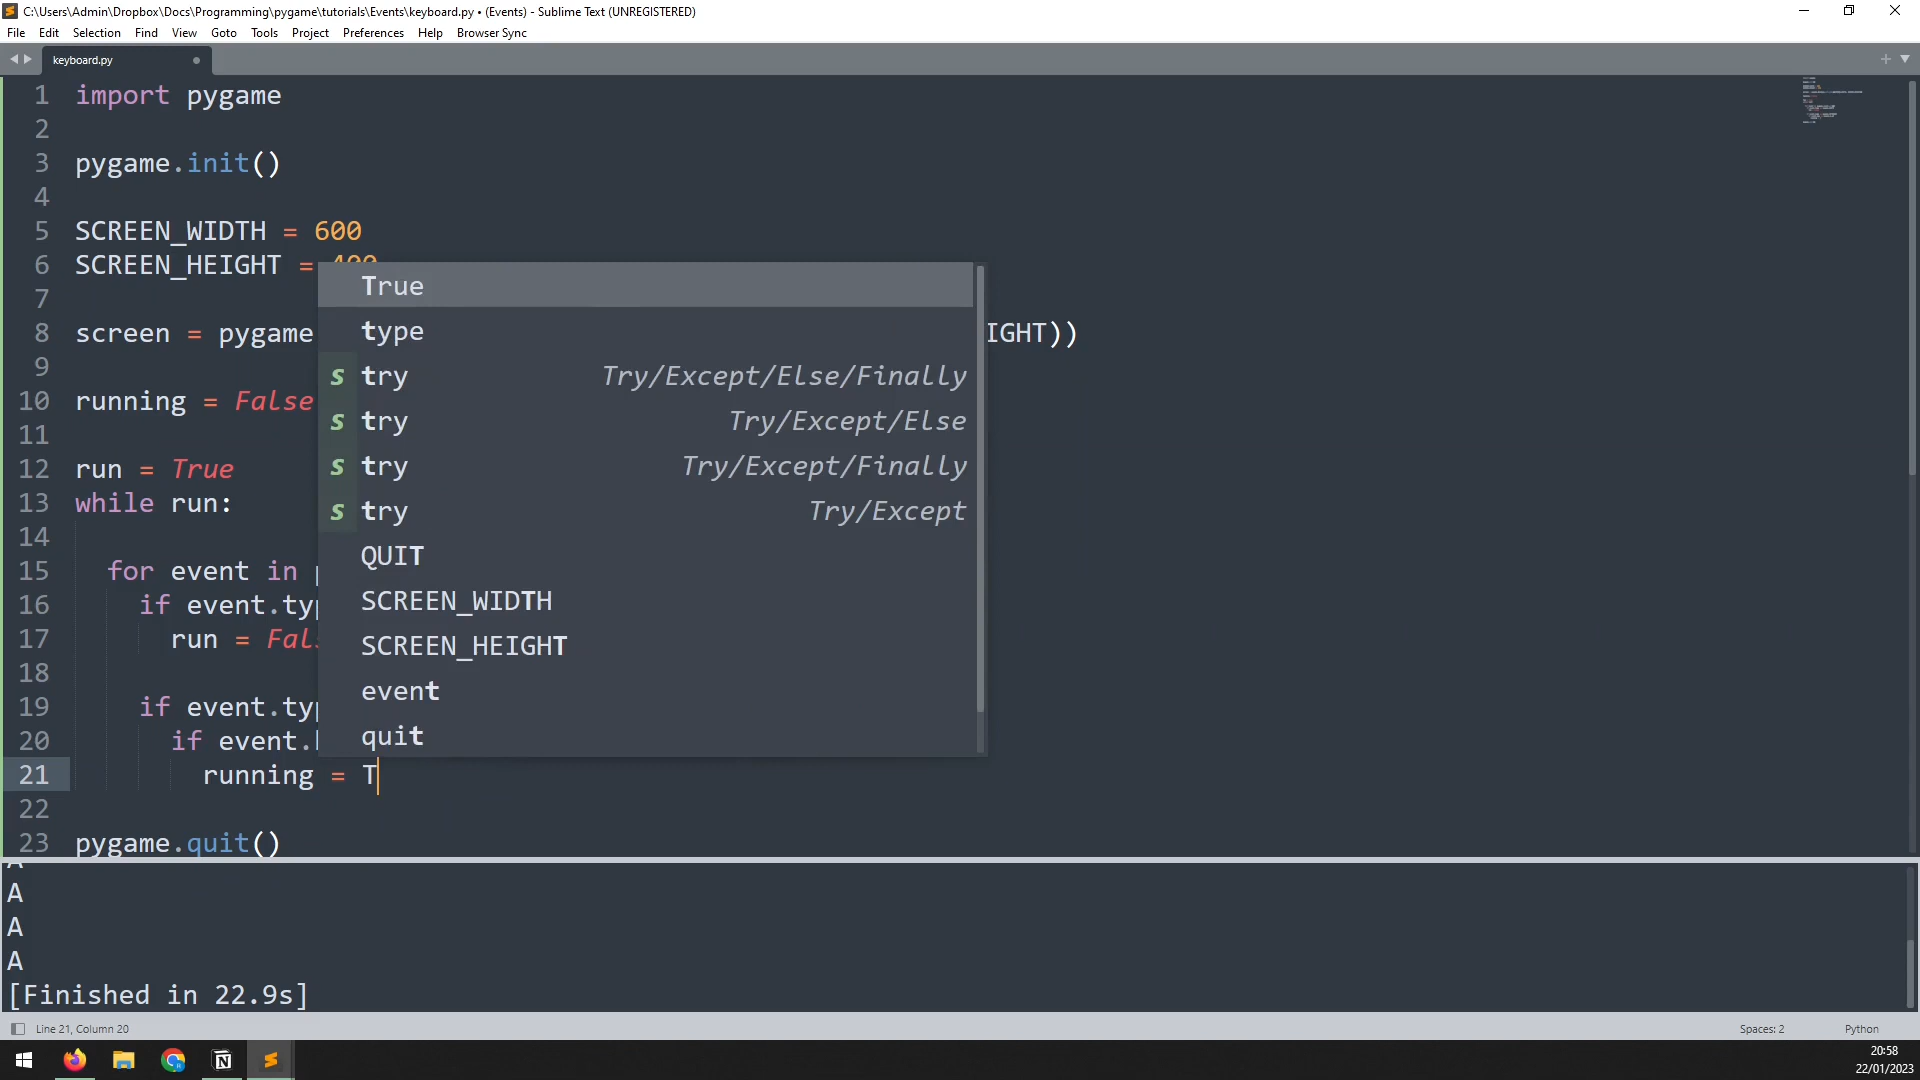 C:\Users\Admin\Dropbox\Docs\Programming\pygame\tutorials\Events\keyboard.py • (Events) - Sublime Text (UNREGISTERED)
File Edit Selection Find View Goto Tools Project Preferences Help Browser Sync
keyboard.py
1 import pygame
2
3 pygame.init()
4
5 SCREEN_WIDTH = 600
6 SCREEN_HEIGHT = 400
7
8 screen = pygame IGHT))
9
10 running = False
11
12 run = True
13 while run:
14
15 for event in
16 if event.typ
17 run = Fals
18
19 if event.typ
20 if event.
21 running = T
22
23 pygame.quit()
True
type
s try Try/Except/Else/Finally
s try Try/Except/Else
s try Try/Except/Finally
s try Try/Except
QUIT
SCREEN_WIDTH
SCREEN_HEIGHT
event
quit
A
A
A
A
[Finished in 22.9s]
Line 21, Column 20 Spaces: 2 Python
20:58
22/01/2023